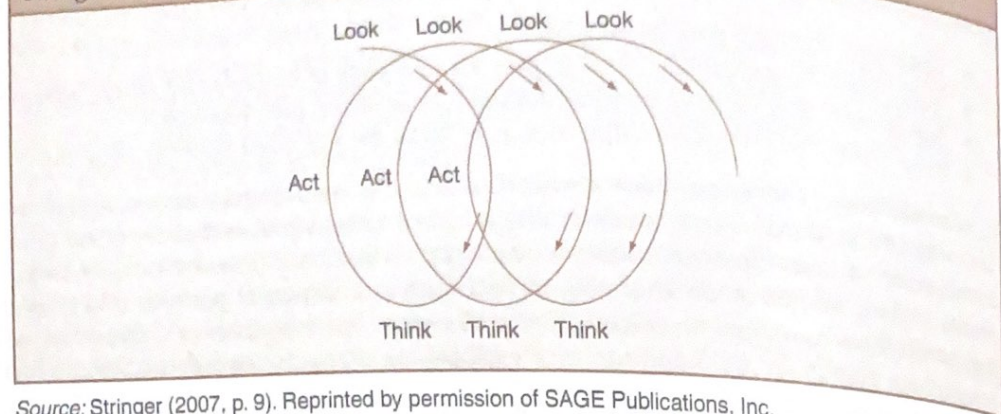 Look Look Look Look
Act Act Act
Think Think Think
Source: Stringer (2007, p. 9). Reprinted by permission of SAGE Publications, Inc.